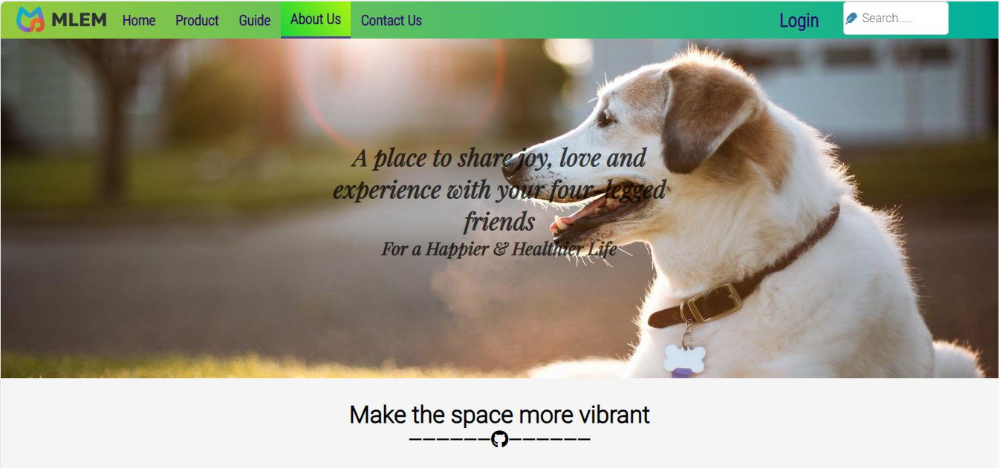 MLEM
Home
Product
Guide
About Us
Contact Us
Login
Search.....
A place to share joy, love and
experience with your four-legged
friends
For a Happier & Healthier Life
Make the space more vibrant